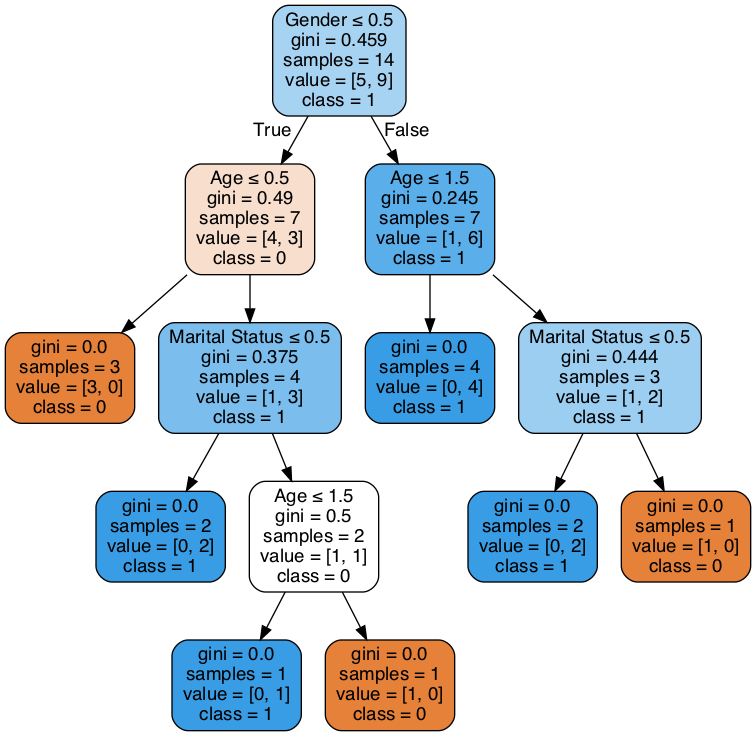 Gender ≤ 0.5
gini = 0.459
samples = 14
value = [5, 9]
class = 1
True
False
Age ≤ 0.5
gini = 0.49
samples = 7
value = [4, 3]
class = 0
Age ≤ 1.5
gini = 0.245
samples = 7
value = [1, 6]
class = 1
gini = 0.0
samples = 3
value = [3, 0]
class = 0
Marital Status ≤ 0.5
gini = 0.375
samples = 4
value = [1, 3]
class = 1
gini = 0.0
samples = 4
value = [0, 4]
class = 1
Marital Status ≤ 0.5
gini = 0.444
samples = 3
value = [1, 2]
class = 1
gini = 0.0
samples = 2
value = [0, 2]
class = 1
Age ≤ 1.5
gini = 0.5
samples = 2
value = [1, 1]
class = 0
gini = 0.0
samples = 2
value = [0, 2]
class = 1
gini = 0.0
samples = 1
value = [1, 0]
class = 0
gini = 0.0
samples = 1
value = [0, 1]
class = 1
gini = 0.0
samples = 1
value = [1, 0]
class = 0